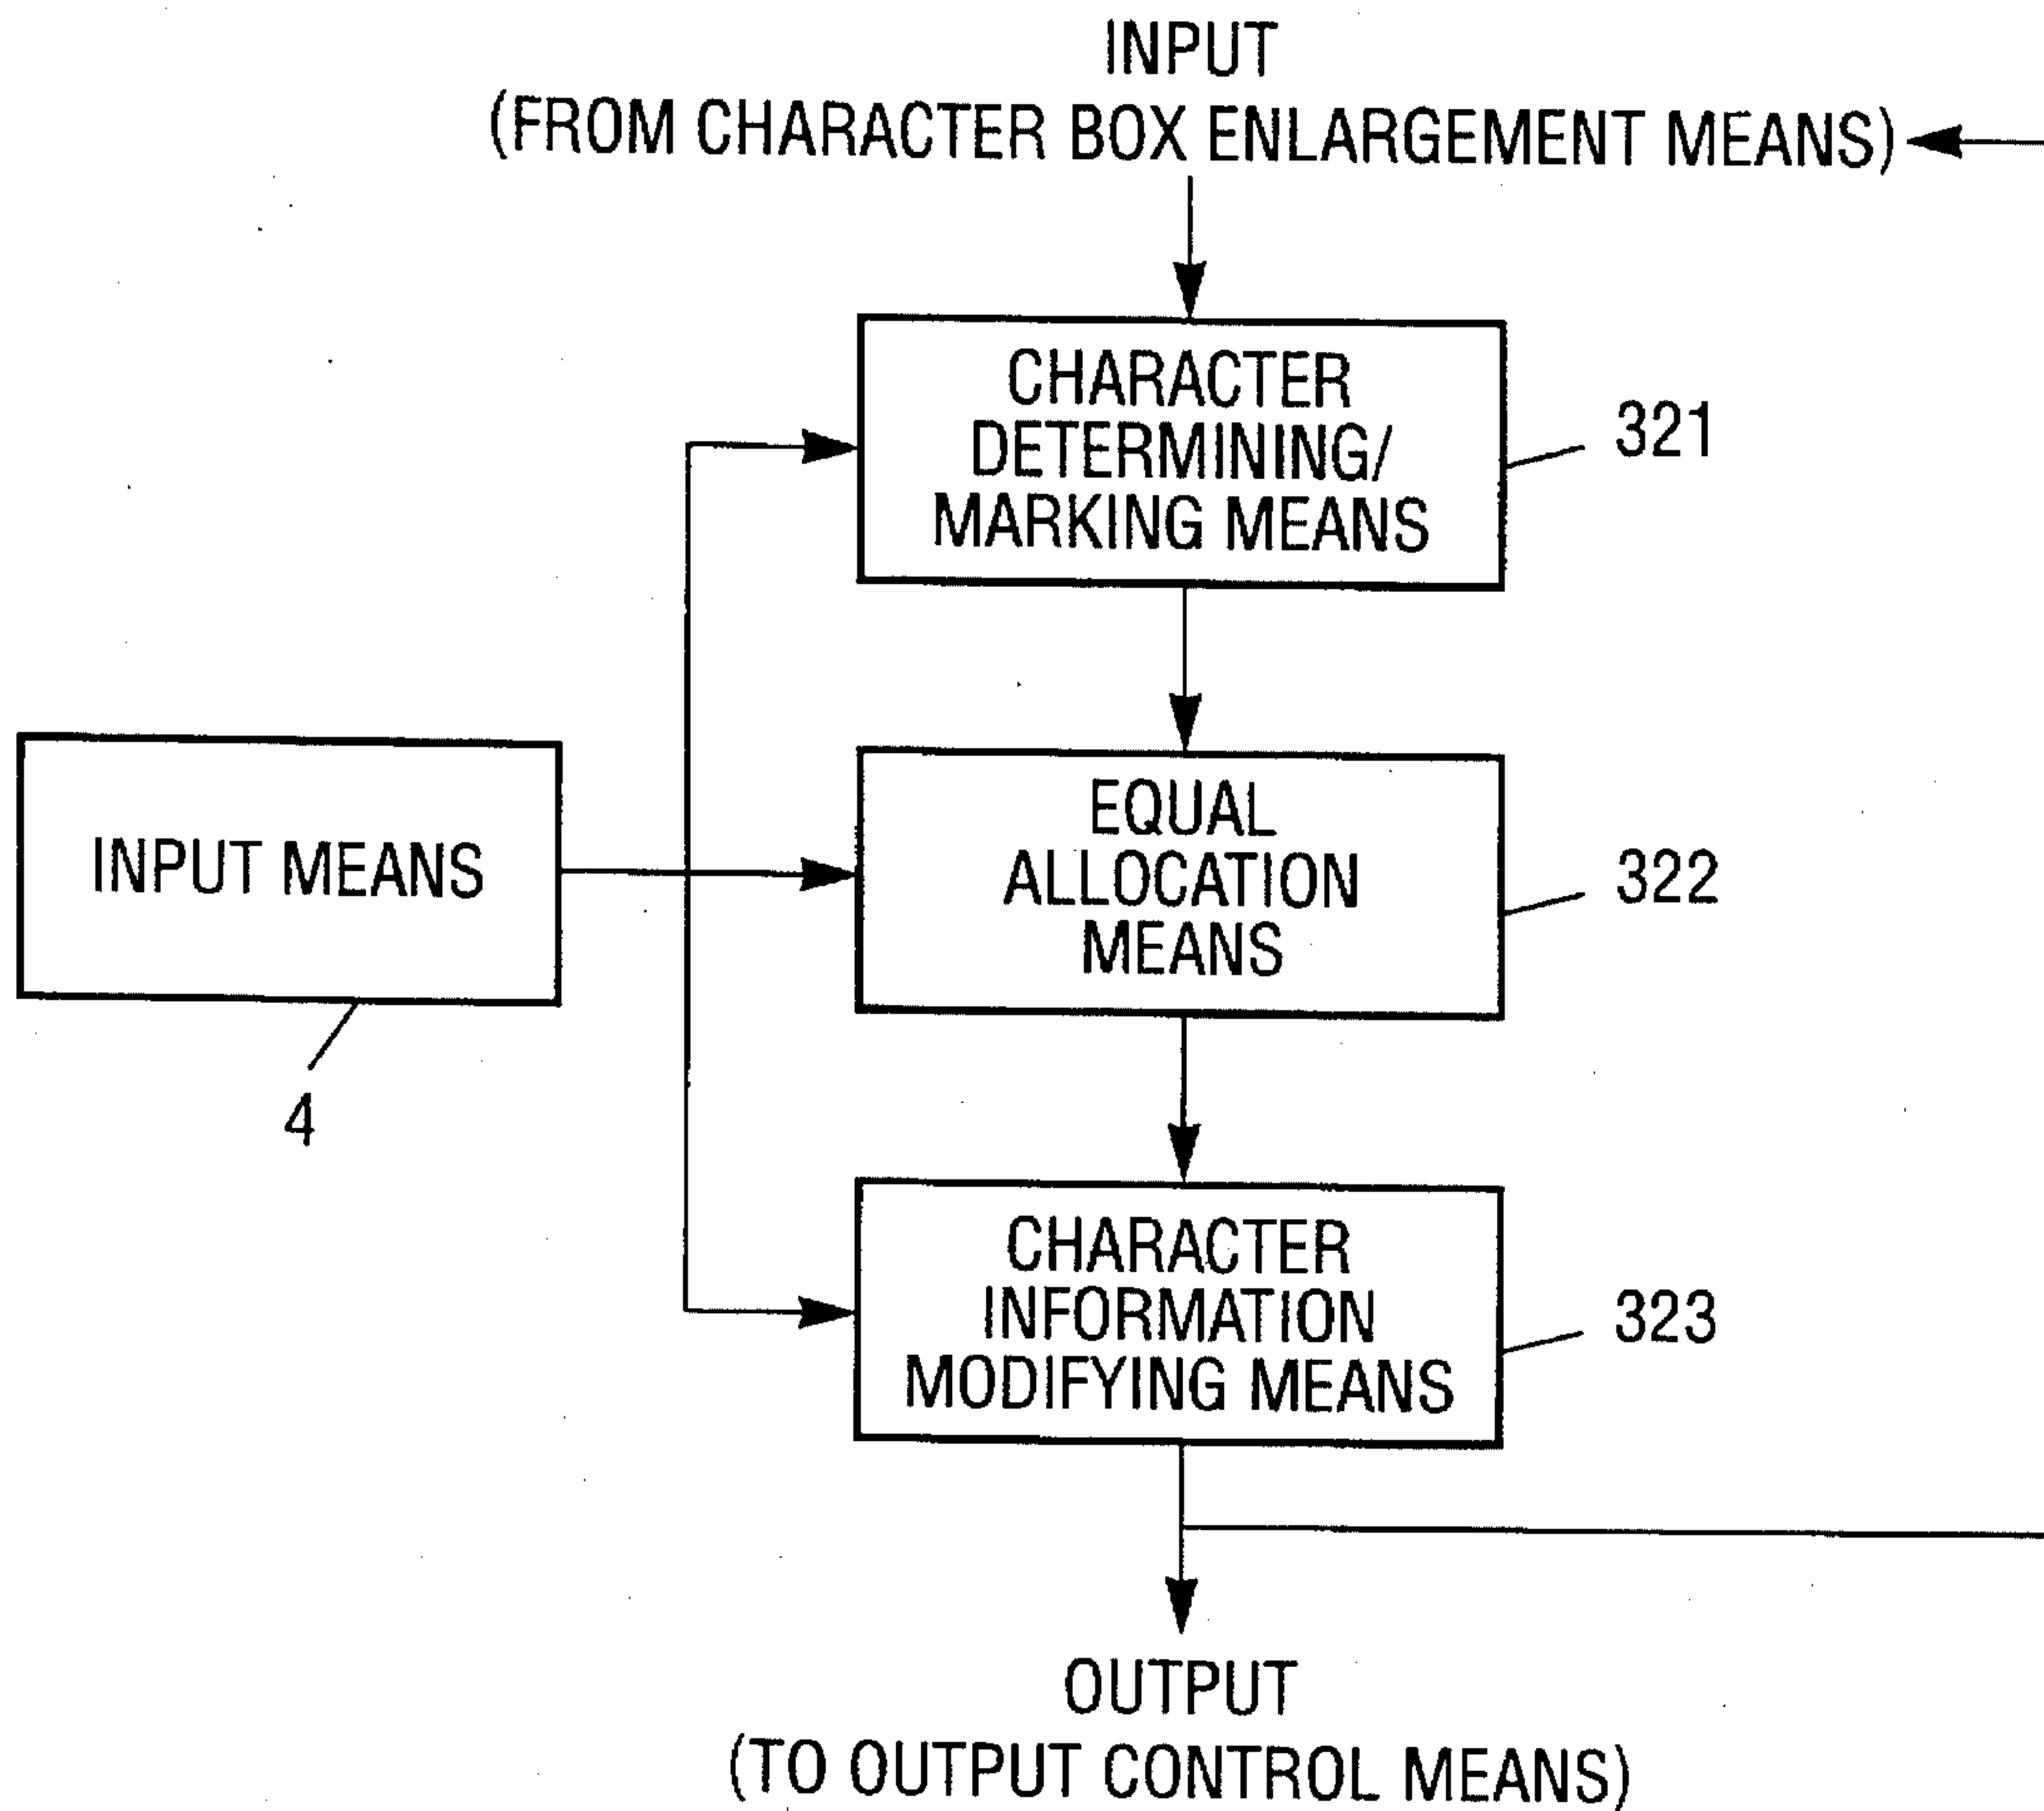 INPUT
(FROM CHARACTER BOX ENLARGEMENT MEANS)
CHARACTER
DETERMINING/
MARKING MEANS
321
INPUT MEANS
4
EQUAL
ALLOCATION
MEANS
322
CHARACTER
INFORMATION
MODIFYING MEANS
323
OUTPUT
(TO OUTPUT CONTROL MEANS)